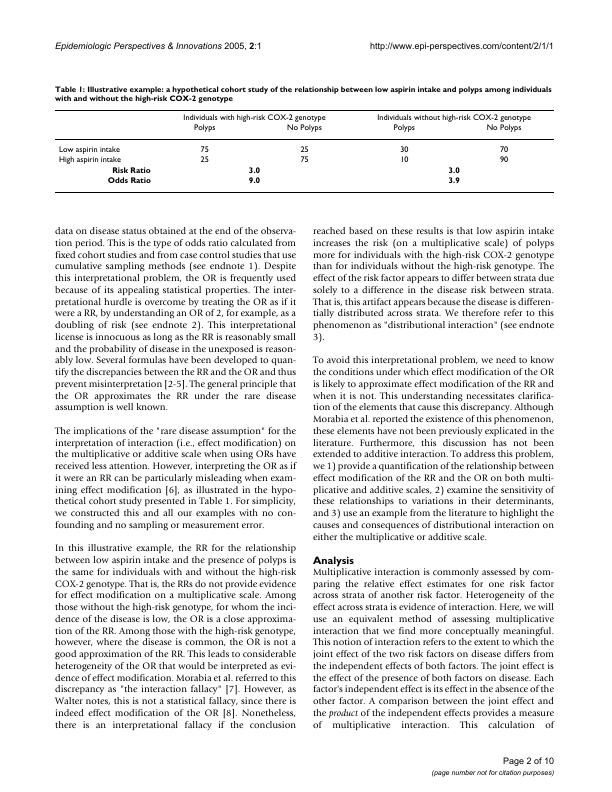 Epidemiologic Perspectives & Innovations 2005, 2:1
http://www.epi-perspectives.com/content/2/1/1
Table 1: Illustrative example: a hypothetical cohort study of the relationship between low aspirin intake and polyps among individuals
with and without the high-risk COX-2 genotype
Individuals with high-risk COX-2 genotype
Individuals without high-risk COX-2 genotype
Polyps No Polyps Polyps No Polyps
Low aspirin intake 75 25 30 70
High aspirin intake 25 75 10 90
Risk Ratio 3.0 3.0
Odds Ratio 9.0 3.9
data on disease status obtained at the end of the observa-
tion period. This is the type of odds ratio calculated from
fixed cohort studies and from case control studies that use
cumulative sampling methods (see endnote 1). Despite
this interpretational problem, the OR is frequently used
because of its appealing statistical properties. The inter-
pretational hurdle is overcome by treating the OR as if it
were a RR, by understanding an OR of 2, for example, as a
doubling of risk (see endnote 2). This interpretational
license is innocuous as long as the RR is reasonably small
and the probability of disease in the unexposed is reason-
ably low. Several formulas have been developed to quan-
tify the discrepancies between the RR and the OR and thus
prevent misinterpretation [2-5]. The general principle that
the OR approximates the RR under the rare disease
assumption is well known.
The implications of the "rare disease assumption" for the
interpretation of interaction (i.e., effect modification) on
the multiplicative or additive scale when using ORs have
received less attention. However, interpreting the OR as if
it were an RR can be particularly misleading when exam-
ining effect modification [6], as illustrated in the hypo-
thetical cohort study presented in Table 1. For simplicity,
we constructed this and all our examples with no con-
founding and no sampling or measurement error.
In this illustrative example, the RR for the relationship
between low aspirin intake and the presence of polyps is
the same for individuals with and without the high-risk
COX-2 genotype. That is, the RRs do not provide evidence
for effect modification on a multiplicative scale. Among
those without the high-risk genotype, for whom the inci-
dence of the disease is low, the OR is a close approxima-
tion of the RR. Among those with the high-risk genotype,
however, where the disease is common, the OR is not a
good approximation of the RR. This leads to considerable
heterogeneity of the OR that would be interpreted as evi-
dence of effect modification. Morabia et al. referred to this
discrepancy as "the interaction fallacy" [7]. However, as
Walter notes, this is not a statistical fallacy, since there is
indeed effect modification of the OR [8]. Nonetheless,
there is an interpretational fallacy if the conclusion
reached based on these results is that low aspirin intake
increases the risk (on a multiplicative scale) of polyps
more for individuals with the high-risk COX-2 genotype
than for individuals without the high-risk genotype. The
effect of the risk factor appears to differ between strata due
solely to a difference in the disease risk between strata.
That is, this artifact appears because the disease is differen-
tially distributed across strata. We therefore refer to this
phenomenon as "distributional interaction" (see endnote
3).
To avoid this interpretational problem, we need to know
the conditions under which effect modification of the OR
is likely to approximate effect modification of the RR and
when it is not. This understanding necessitates clarifica-
tion of the elements that cause this discrepancy. Although
Morabia et al. reported the existence of this phenomenon,
these elements have not been previously explicated in the
literature. Furthermore, this discussion has not been
extended to additive interaction. To address this problem,
we 1) provide a quantification of the relationship between
effect modification of the RR and the OR on both multi-
plicative and additive scales, 2) examine the sensitivity of
these relationships to variations in their determinants,
and 3) use an example from the literature to highlight the
causes and consequences of distributional interaction on
either the multiplicative or additive scale.
Analysis
Multiplicative interaction is commonly assessed by com-
paring the relative effect estimates for one risk factor
across strata of another risk factor. Heterogeneity of the
effect across strata is evidence of interaction. Here, we will
use an equivalent method of assessing multiplicative
interaction that we find more conceptually meaningful.
This notion of interaction refers to the extent to which the
joint effect of the two risk factors on disease differs from
the independent effects of both factors. The joint effect is
the effect of the presence of both factors on disease. Each
factor's independent effect is its effect in the absence of the
other factor. A comparison between the joint effect and
the product of the independent effects provides a measure
of multiplicative interaction. This calculation of
Page 2 of 10
(page number not for citation purposes)